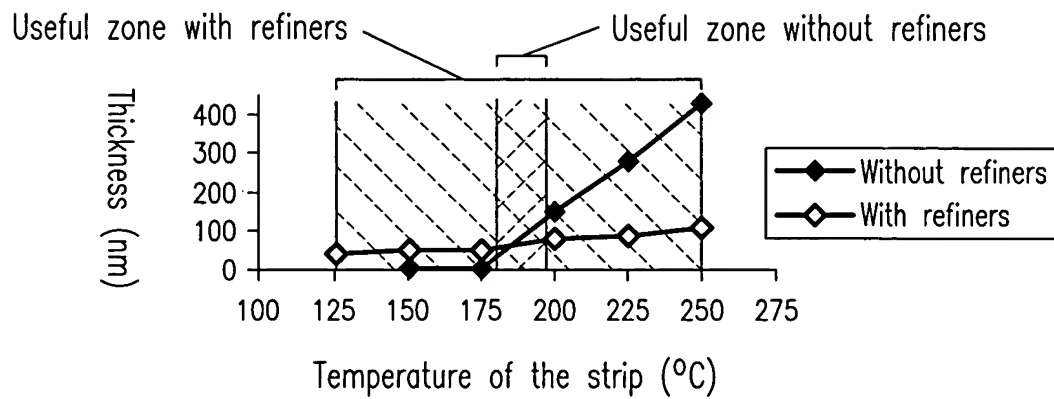 Useful zone with refiners
Useful zone without refiners
Thickness (nm)
400
300
200
100
0
100 125 150 175 200 225 250 275
Temperature of the strip (°C)
Without refiners
With refiners